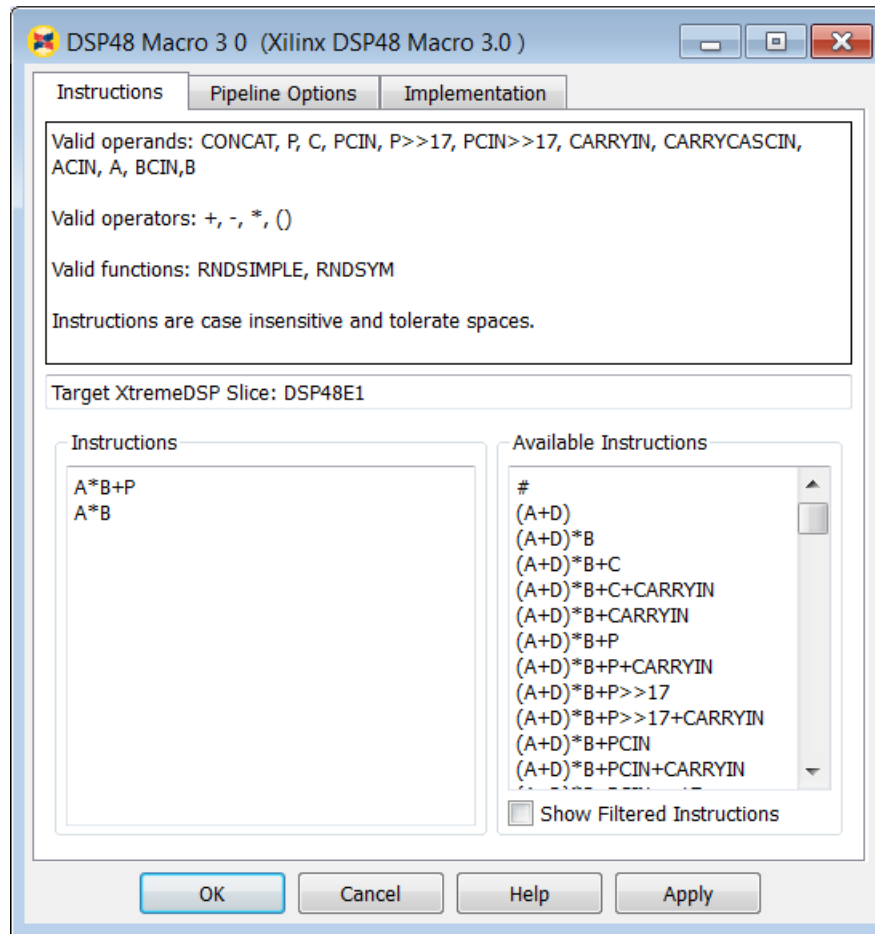 DSP48 Macro 3 0 (Xilinx DSP48 Macro 3.0 )
Instructions
Pipeline Options
Implementation
Valid operands: CONCAT, P, C, PCIN, P>>17, PCIN>>17, CARRYIN, CARRYCASCIN,
ACIN, A, BCIN,B
Valid operators: +, -, *, ()
Valid functions: RNDSIMPLE, RNDSYM
Instructions are case insensitive and tolerate spaces.
Target XtremeDSP Slice: DSP48E1
Instructions
A*B+P
A*B
Available Instructions
#
(A+D)
(A+D)*B
(A+D)*B+C
(A+D)*B+C+CARRYIN
(A+D)*B+CARRYIN
(A+D)*B+P
(A+D)*B+P+CARRYIN
(A+D)*B+P>>17
(A+D)*B+P>>17+CARRYIN
(A+D)*B+PCIN
(A+D)*B+PCIN+CARRYIN
Show Filtered Instructions
OK
Cancel
Help
Apply